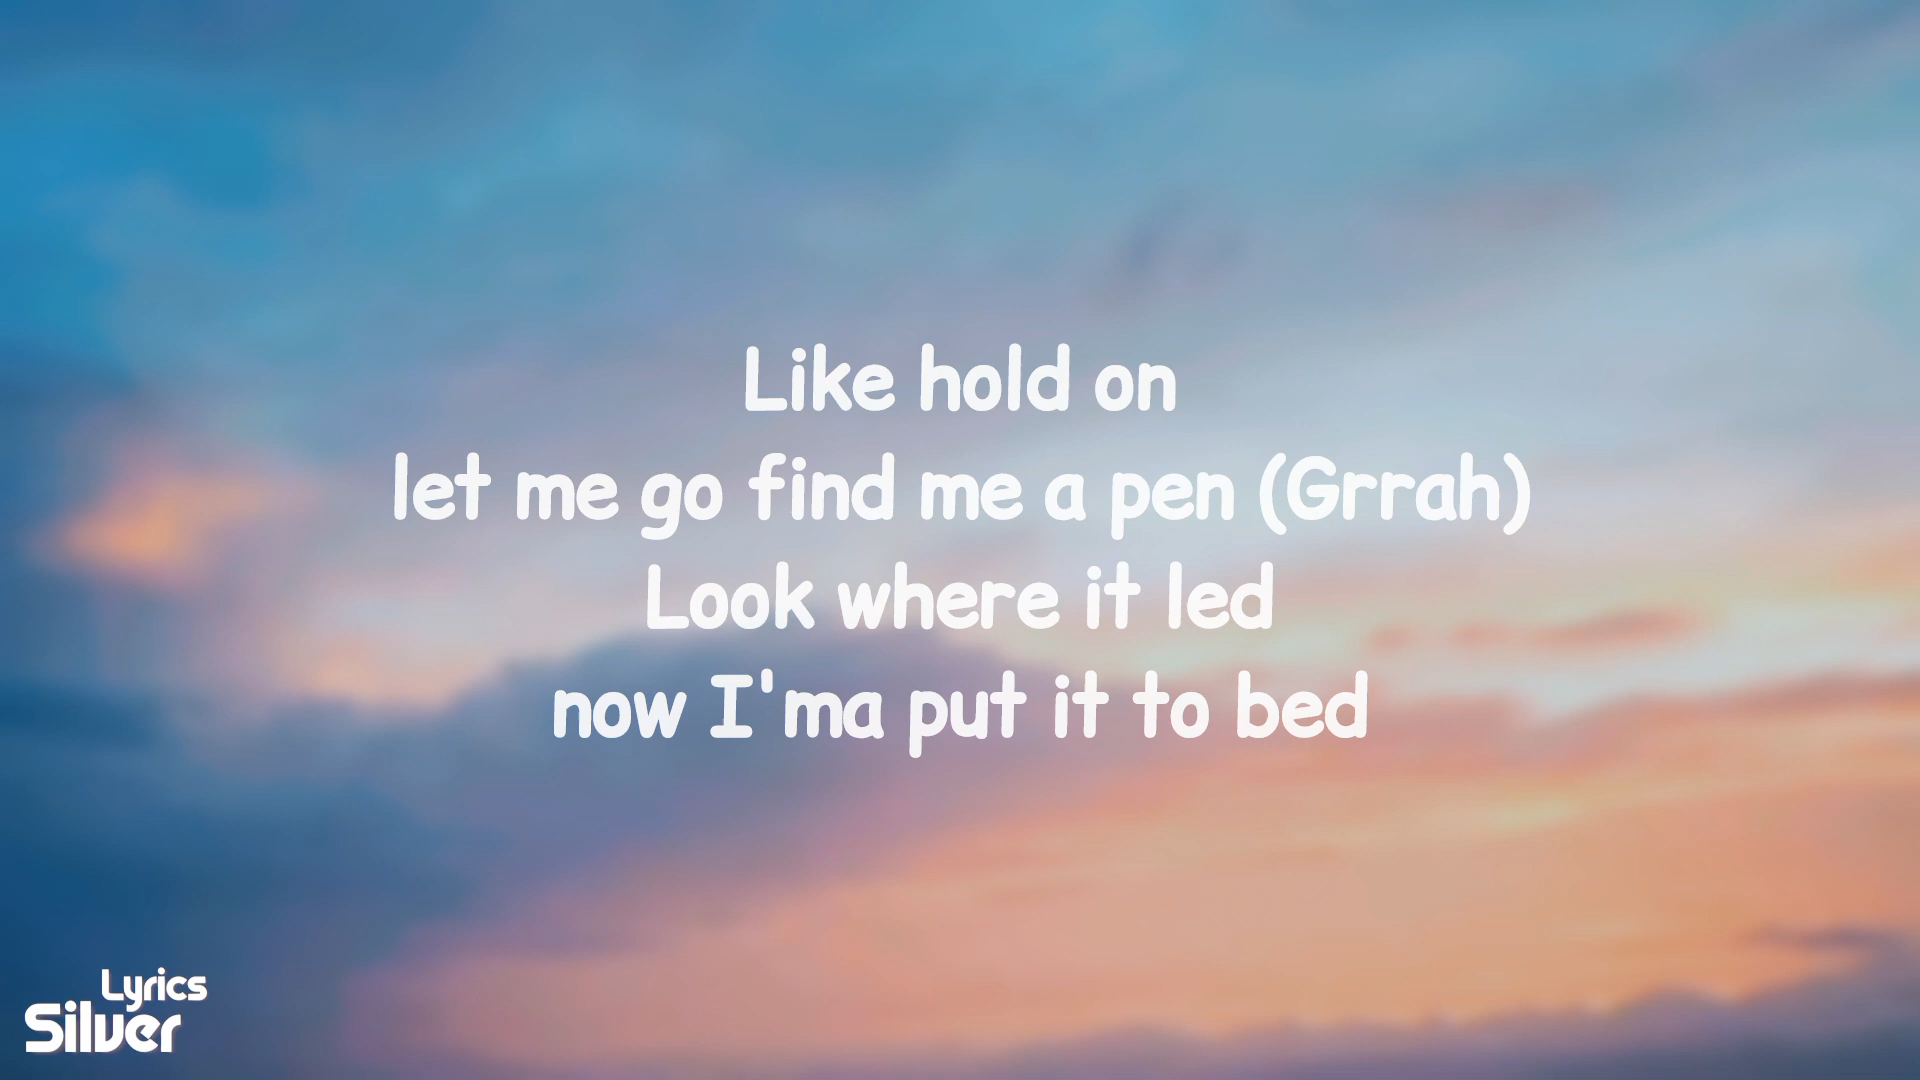 Like hold on
let me go find me a pen (Grrah)
Look where it led
now I'ma put it to bed
Lyrics
Silver